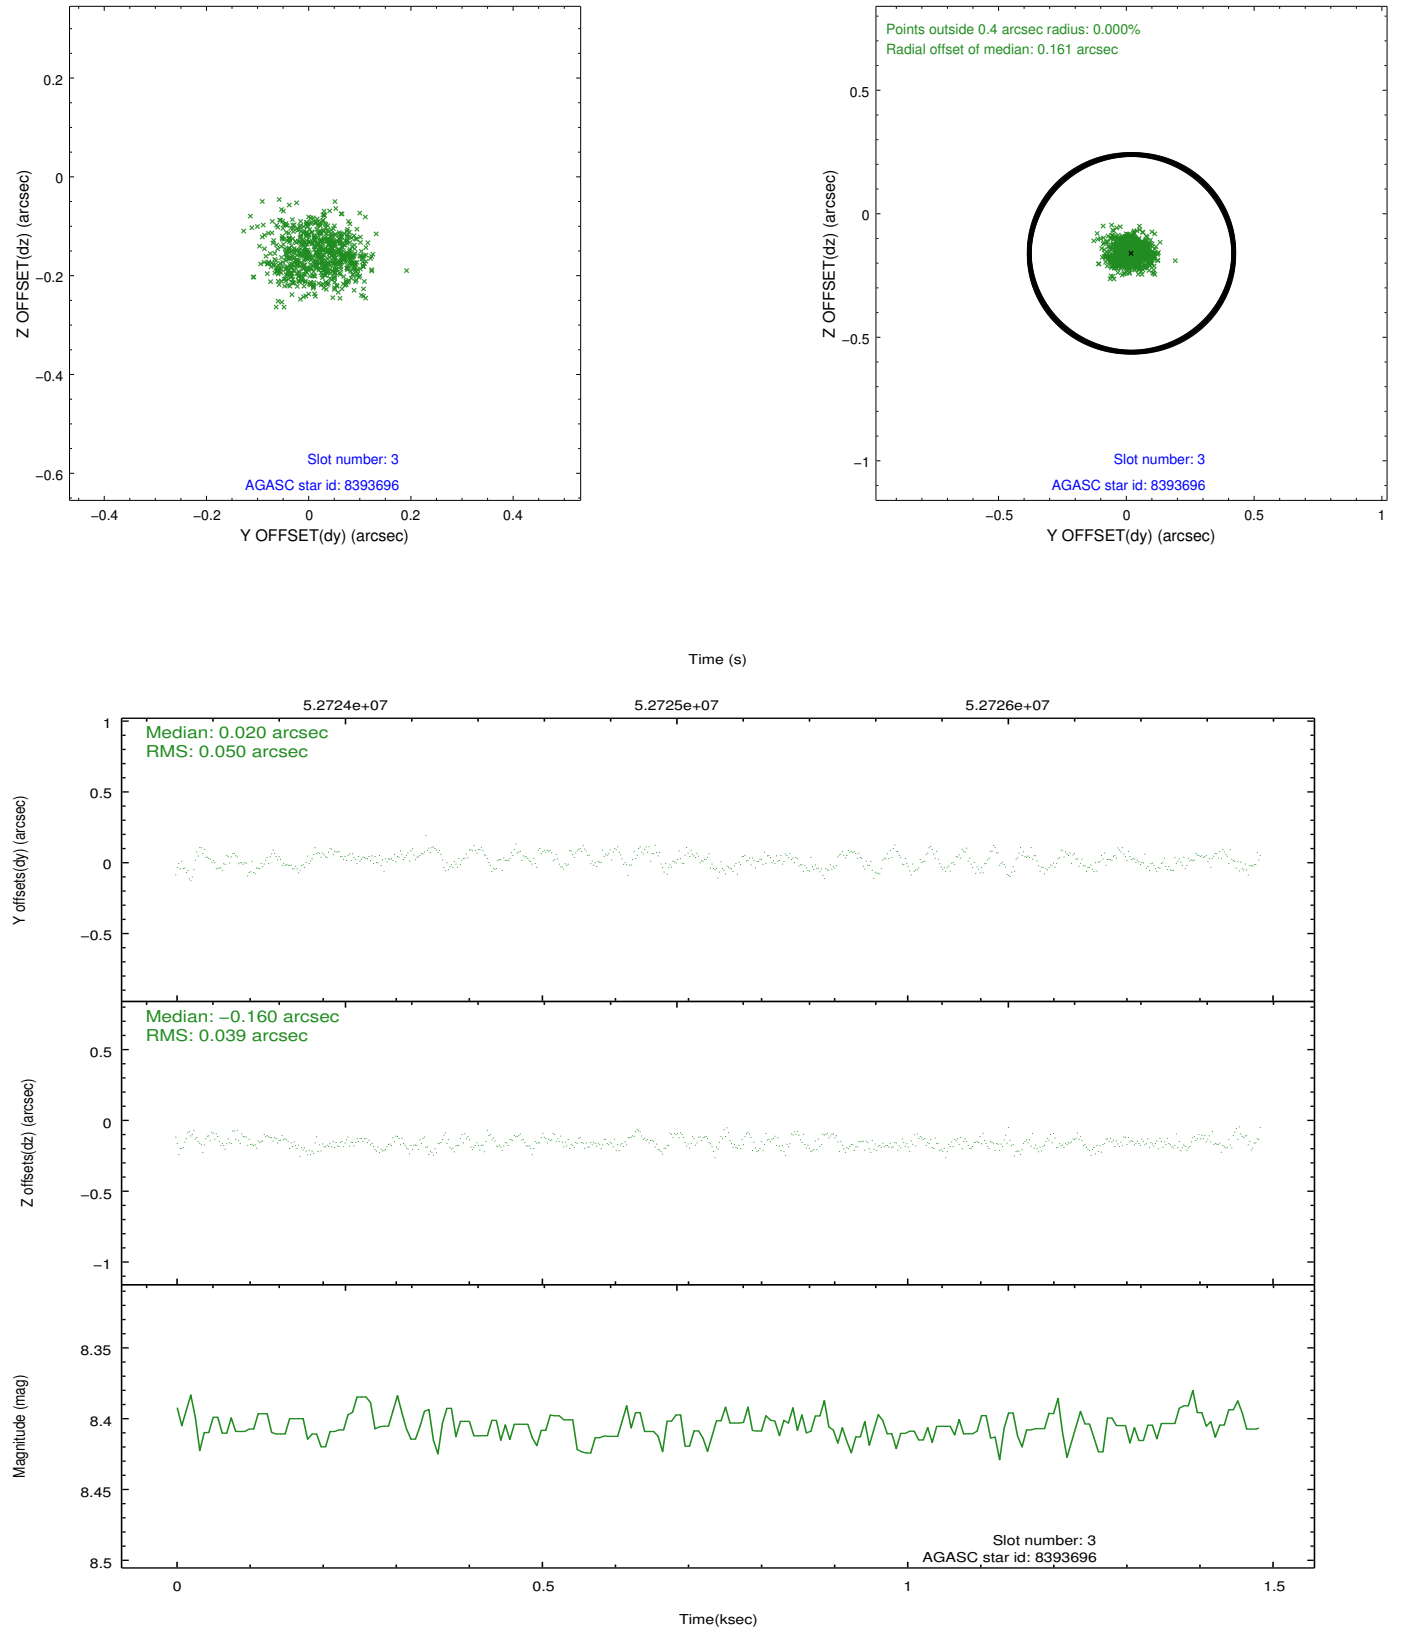 0.2
0
−0.2
−0.4
−0.6
Z OFFSET(dz) (arcsec)
Slot number: 3
AGASC star id: 8393696
−0.4 −0.2 0 0.2 0.4
Y OFFSET(dy) (arcsec)
Points outside 0.4 arcsec radius: 0.000%
Radial offset of median: 0.161 arcsec
0.5
0
−0.5
−1
Z OFFSET(dz) (arcsec)
Slot number: 3
AGASC star id: 8393696
−0.5 0 0.5 1
Y OFFSET(dy) (arcsec)
Time (s)
5.2724e+07 5.2725e+07 5.2726e+07
Median: 0.020 arcsec
RMS: 0.050 arcsec
1
0.5
0
−0.5
Y offsets(dy) (arcsec)
Median: −0.160 arcsec
RMS: 0.039 arcsec
0.5
0
−0.5
−1
Z offsets(dz) (arcsec)
8.35
8.4
8.45
8.5
Magnitude (mag)
Slot number: 3
AGASC star id: 8393696
0 0.5 1 1.5
Time(ksec)